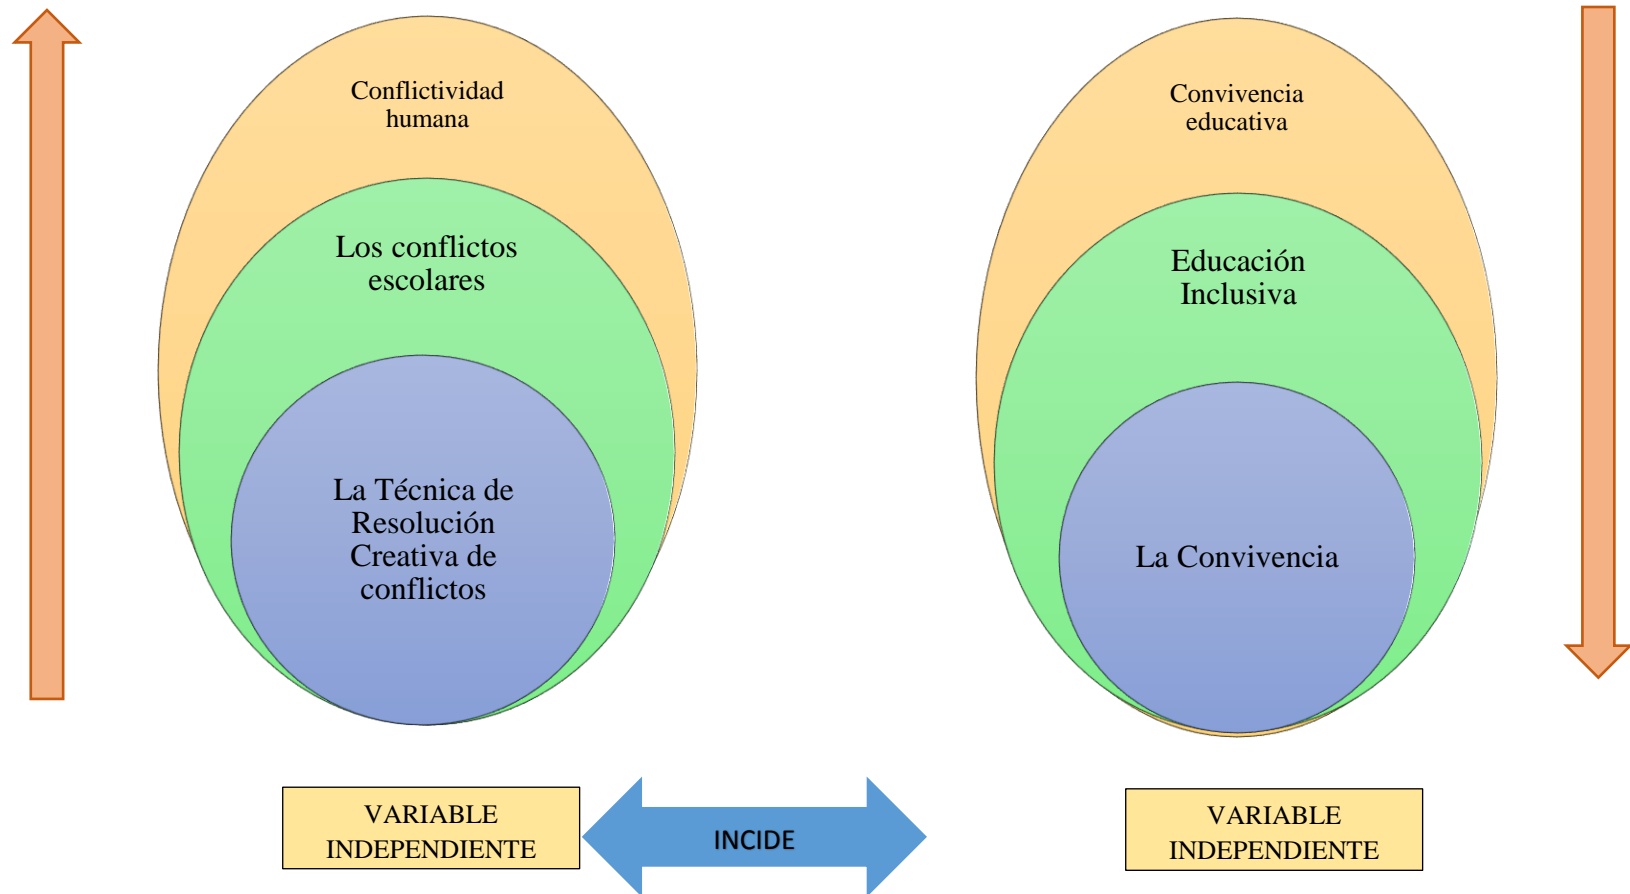 Conflictividad
humana
Los conflictos
escolares
La Técnica de
Resolución
Creativa de
conflictos
Convivencia
educativa
Educación
Inclusiva
La Convivencia
VARIABLE
INDEPENDIENTE
INCIDE
VARIABLE
INDEPENDIENTE